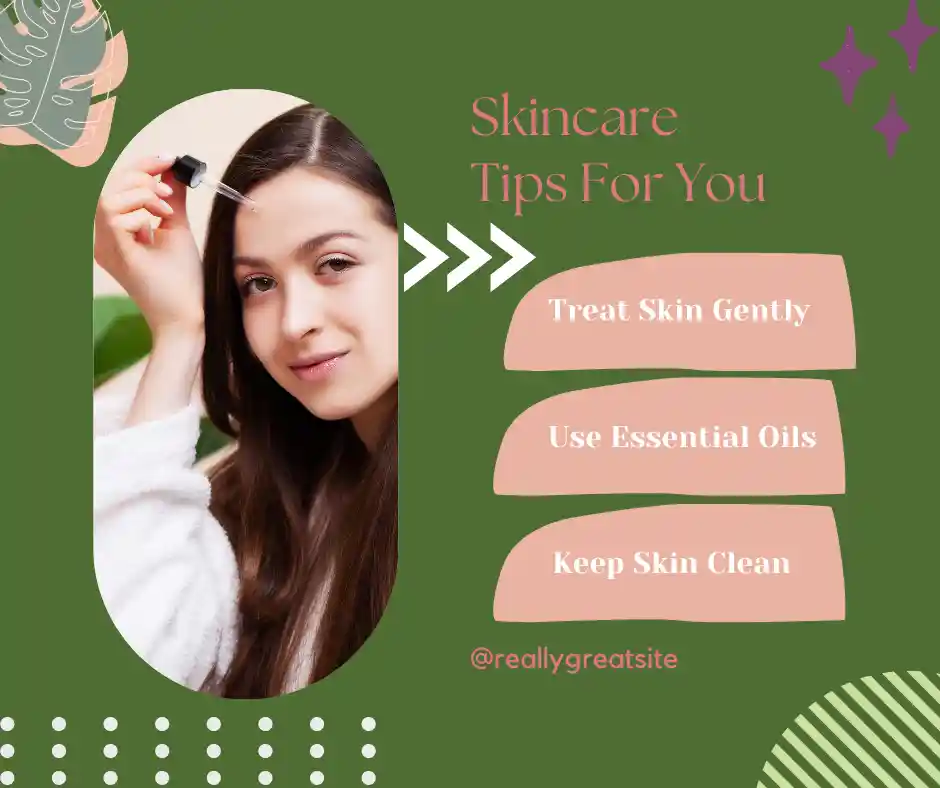 Skincare
Tips For You
Treat Skin Gently
Use Essential Oils
Keep Skin Clean
@reallygreatsite